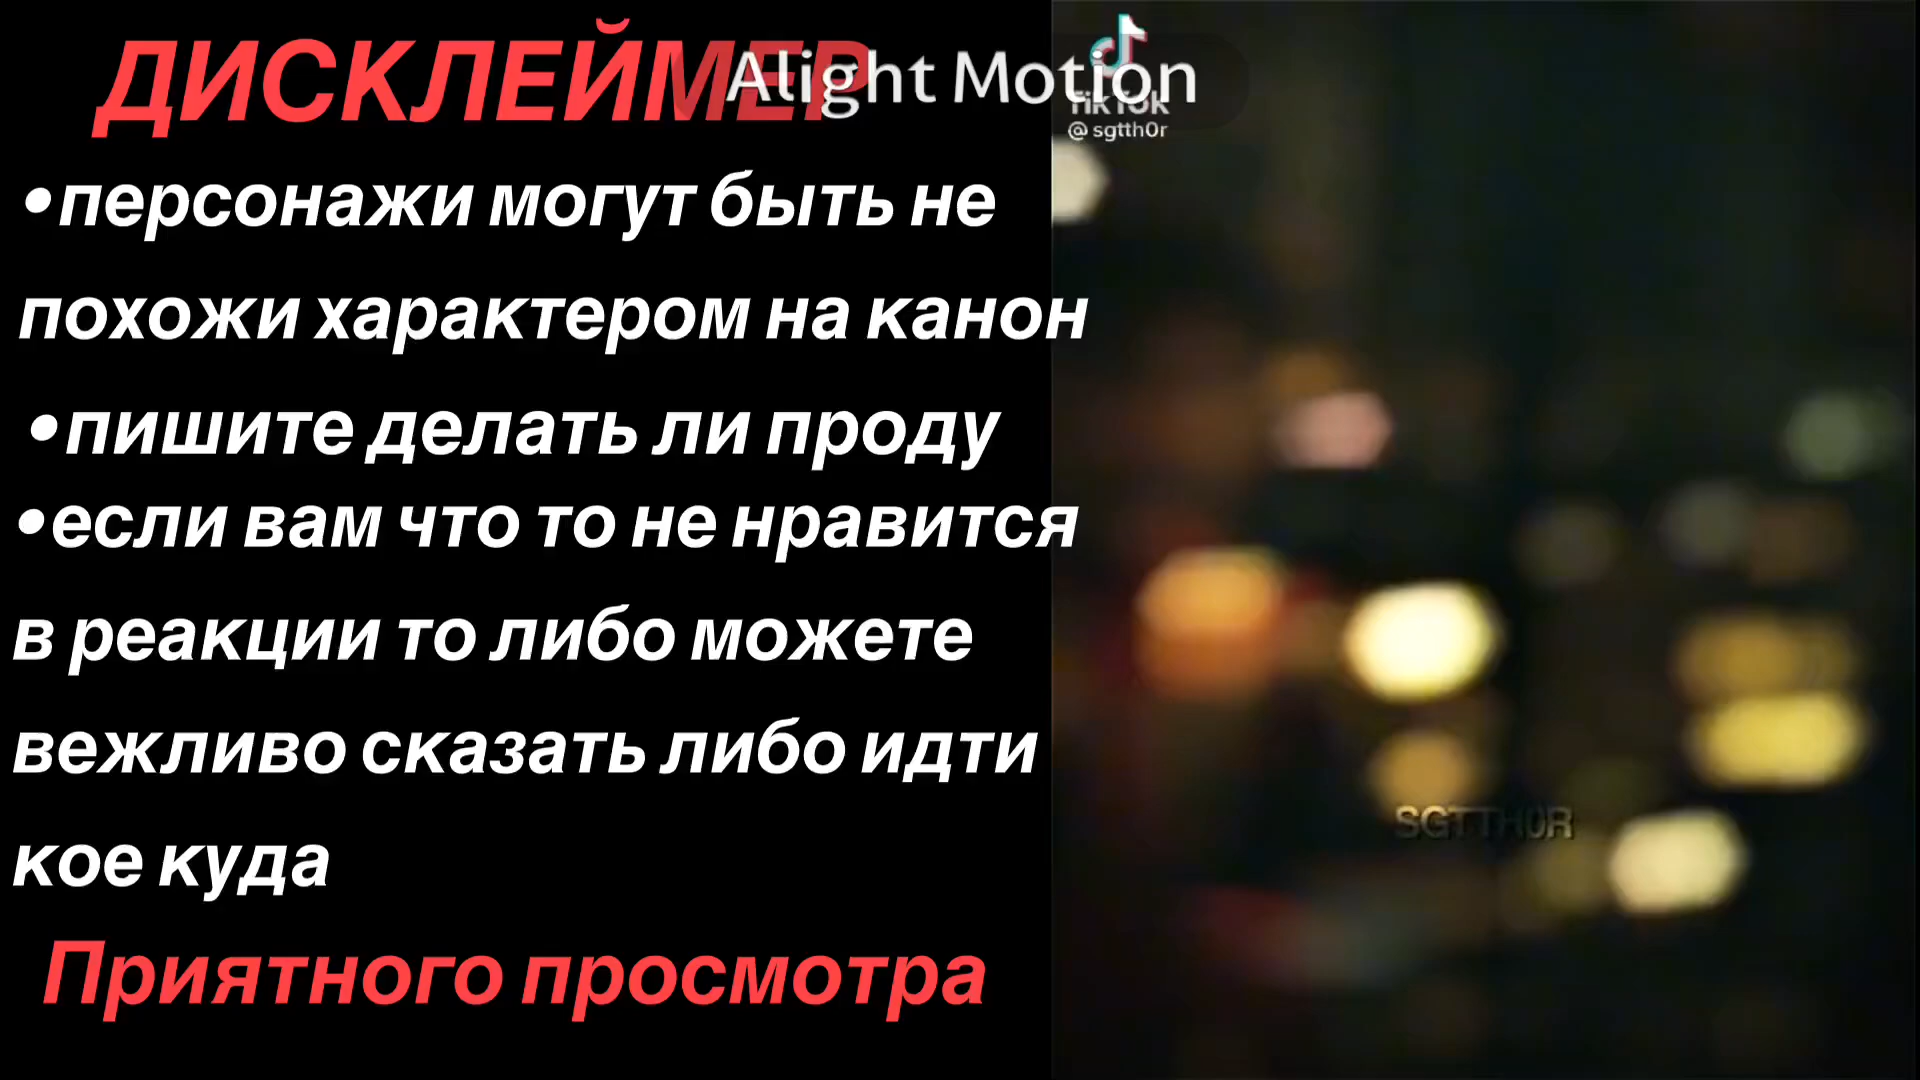 ДИСКЛЕЙМЕР
Alight Motion
TikTok
@ sgtth0r
•персонажи могут быть не
похожи характером на канон
•пишите делать ли проду
•если вам что то не нравится
в реакции то либо можете
вежливо сказать либо идти
кое куда
SGTTH0R
Приятного просмотра